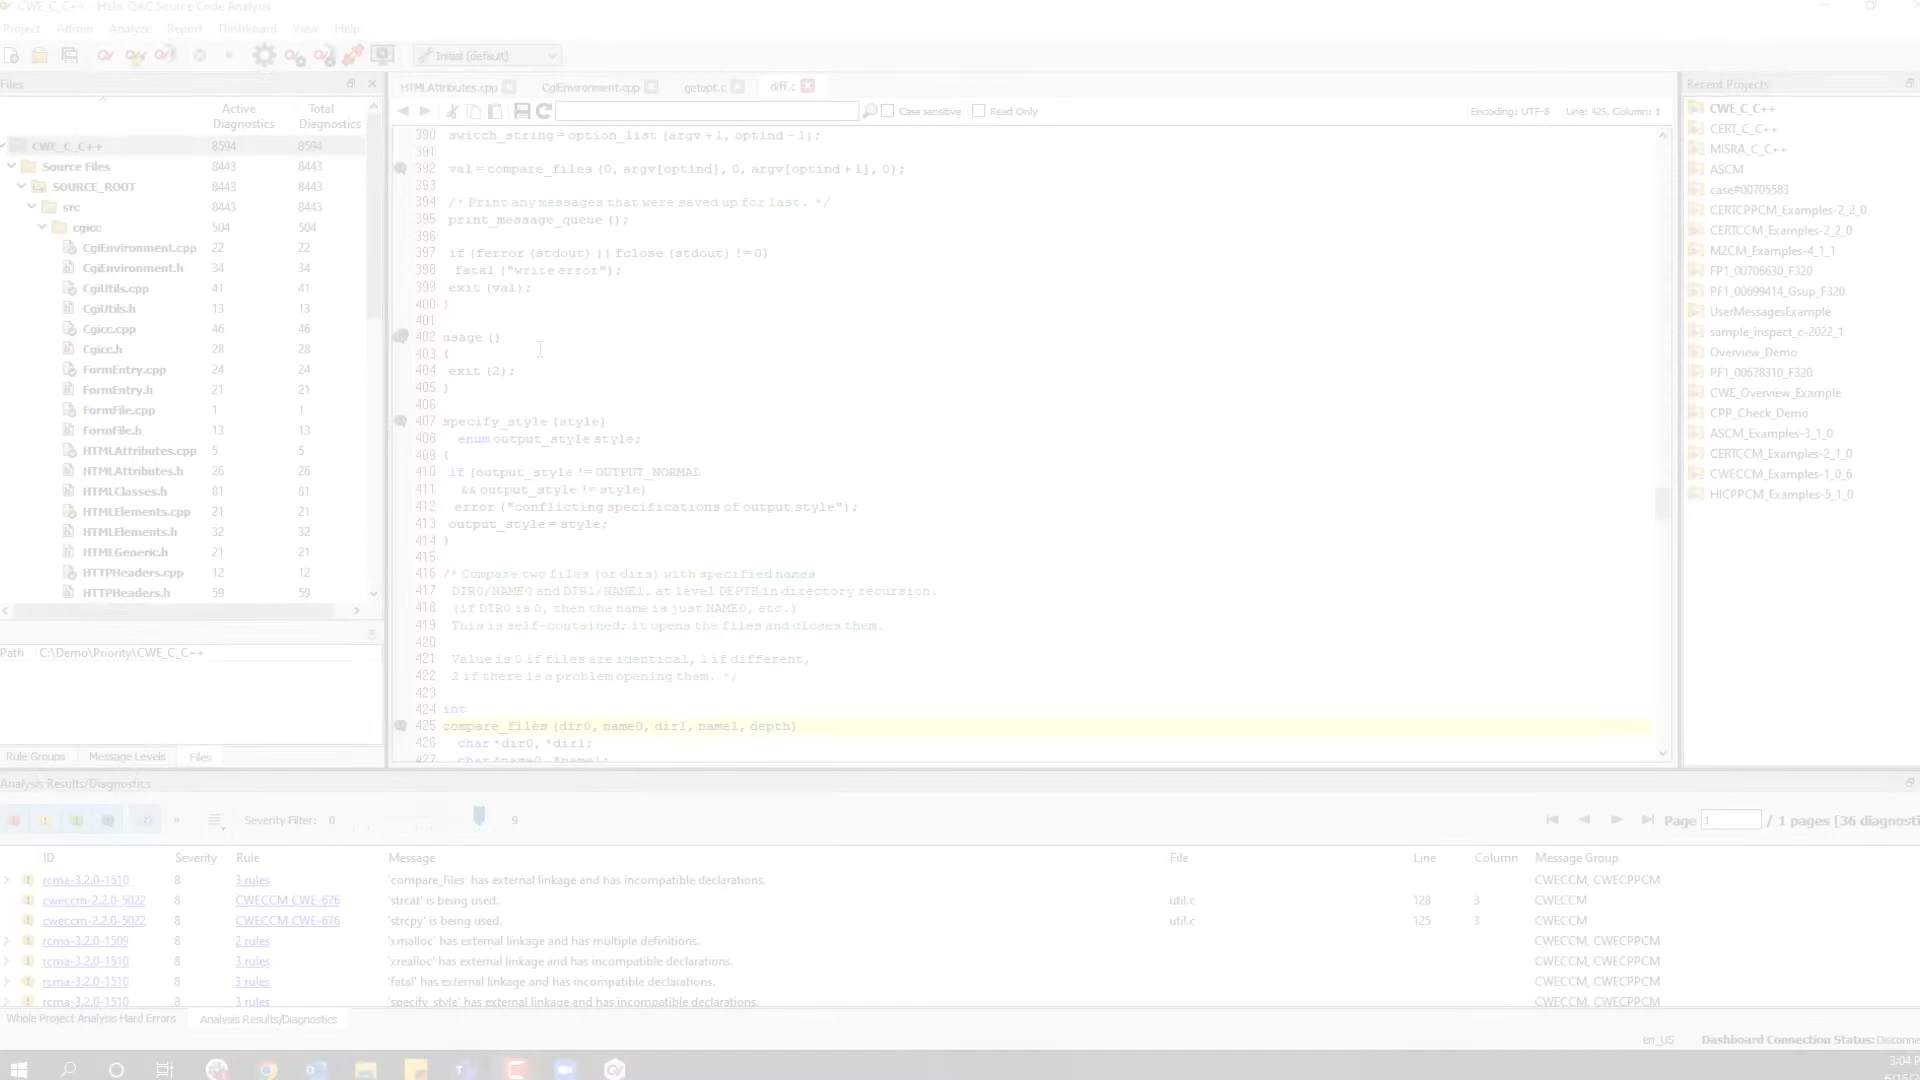 CWE_C_C++ - Helix QAC Source Code Analysis
Project Admin Analyze Report Dashboard View Help
Initial (default)
Files
Active Diagnostics Total Diagnostics
CWE_C_C++ 8594 8594
Source Files 8443 8443
SOURCE_ROOT 8443 8443
src 8443 8443
cgicc 504 504
CgiEnvironment.cpp 22 22
CgiEnvironment.h 34 34
CgiUtils.cpp 41 41
CgiUtils.h 13 13
Cgicc.cpp 46 46
Cgicc.h 28 28
FormEntry.cpp 24 24
FormEntry.h 21 21
FormFile.cpp 1 1
FormFile.h 13 13
HTMLAttributes.cpp 5 5
HTMLAttributes.h 26 26
HTMLClasses.h 81 81
HTMLElements.cpp 21 21
HTMLElements.h 32 32
HTMLGeneric.h 21 21
HTTPHeaders.cpp 12 12
HTTPHeaders.h 59 59
Path C:\Demo\Priority\CWE_C_C++
Rule Groups Message Levels Files
HTMLAttributes.cpp CgiEnvironment.cpp getopt.c diff.c
Case sensitive Read Only Encoding: UTF-8 Line: 425, Column: 1
390 switch_string = option_list (argv + 1, optind - 1);
391
392 val = compare_files (0, argv[optind], 0, argv[optind + 1], 0);
393
394 /* Print any messages that were saved up for last. */
395 print_message_queue ();
396
397 if (ferror (stdout) || fclose (stdout) != 0)
398 fatal ("write error");
399 exit (val);
400 }
401
402 usage ()
403 {
404 exit (2);
405 }
406
407 specify_style (style)
408 enum output_style style;
409 {
410 if (output_style != OUTPUT_NORMAL
411 && output_style != style)
412 error ("conflicting specifications of output style");
413 output_style = style;
414 }
415
416 /* Compare two files (or dirs) with specified names
417 DIR0/NAME0 and DIR1/NAME1, at level DEPTH in directory recursion.
418 (if DIR0 is 0, then the name is just NAME0, etc.)
419 This is self-contained; it opens the files and closes them.
420
421 Value is 0 if files are identical, 1 if different,
422 2 if there is a problem opening them. */
423
424 int
425 compare_files (dir0, name0, dir1, name1, depth)
426 char *dir0, *dir1;
427 char *name0, *name1;
Recent Projects
CWE_C_C++
CERT_C_C++
MISRA_C_C++
ASCM
case#00705583
CERTCPPCM_Examples-2_2_0
CERTCCM_Examples-2_2_0
M2CM_Examples-4_1_1
FP1_00706630_F320
PF1_00699414_Gsup_F320
UserMessagesExample
sample_inspect_c-2022_1
Overview_Demo
PF1_00678310_F320
CWE_Overview_Example
CPP_Check_Demo
ASCM_Examples-3_1_0
CERTCCM_Examples-2_1_0
CWECCM_Examples-1_0_6
HICPPCM_Examples-5_1_0
Analysis Results/Diagnostics
Severity Filter: 0 9 Page 1 / 1 pages [36 diagnosti
ID Severity Rule Message File Line Column Message Group
rcma-3.2.0-1510 8 3 rules 'compare_files' has external linkage and has incompatible declarations. CWECCM, CWECPPCM
cweccm-2.2.0-5022 8 CWECCM CWE-676 'strcat' is being used. util.c 128 3 CWECCM
cweccm-2.2.0-5022 8 CWECCM CWE-676 'strcpy' is being used. util.c 125 3 CWECCM
rcma-3.2.0-1509 8 2 rules 'xmalloc' has external linkage and has multiple definitions. CWECCM, CWECPPCM
rcma-3.2.0-1510 8 3 rules 'xrealloc' has external linkage and has incompatible declarations. CWECCM, CWECPPCM
rcma-3.2.0-1510 8 3 rules 'fatal' has external linkage and has incompatible declarations. CWECCM, CWECPPCM
rcma-3.2.0-1510 8 3 rules 'specify_style' has external linkage and has incompatible declarations. CWECCM, CWECPPCM
Whole Project Analysis Hard Errors Analysis Results/Diagnostics
en_US Dashboard Connection Status: Disconne
3:04 P